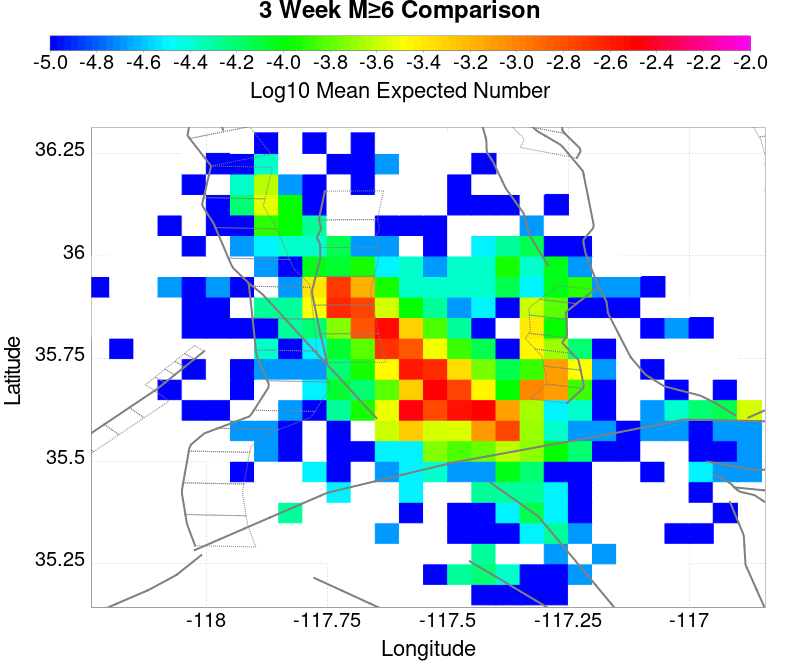 3 Week M≥6 Comparison
-5.0 -4.8 -4.6 -4.4 -4.2 -4.0 -3.8 -3.6 -3.4 -3.2 -3.0 -2.8 -2.6 -2.4 -2.2 -2.0
Log10 Mean Expected Number
36.25
36
35.75
35.5
35.25
Latitude
-118 -117.75 -117.5 -117.25 -117
Longitude